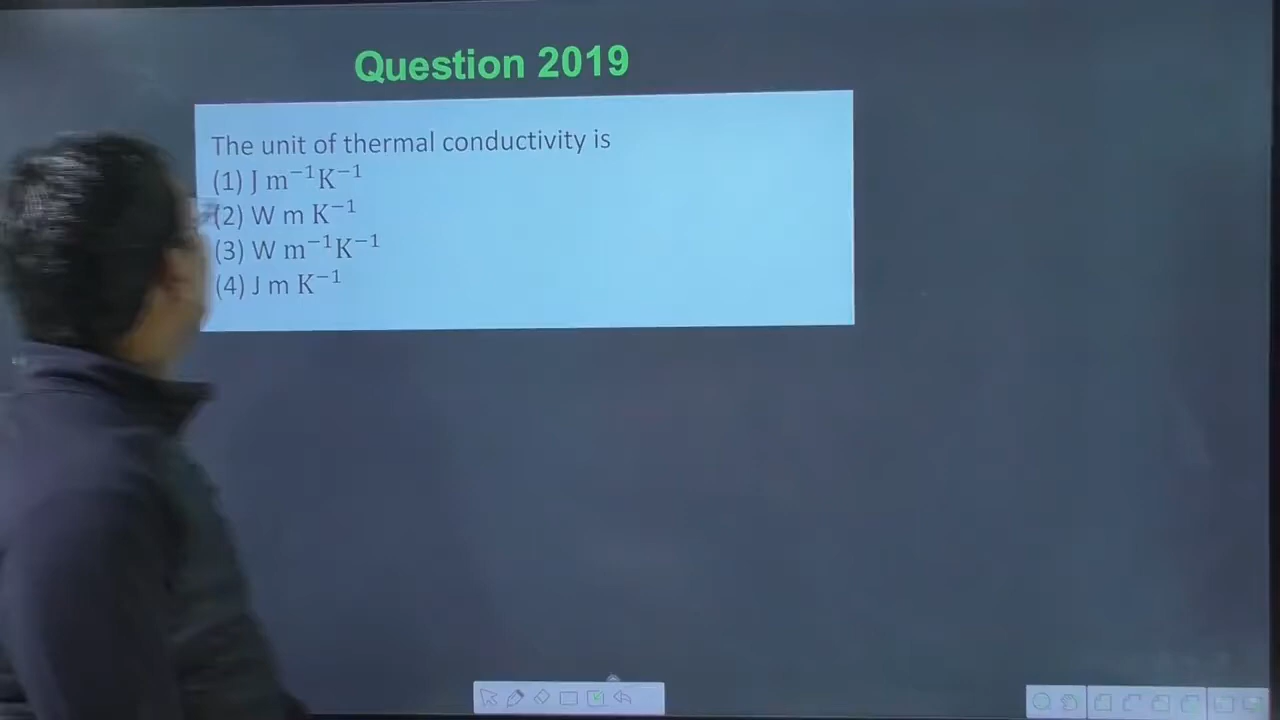 Question 2019
The unit of thermal conductivity is
(1) J m⁻¹K⁻¹
(2) W m K⁻¹
(3) W m⁻¹K⁻¹
(4) J m K⁻¹